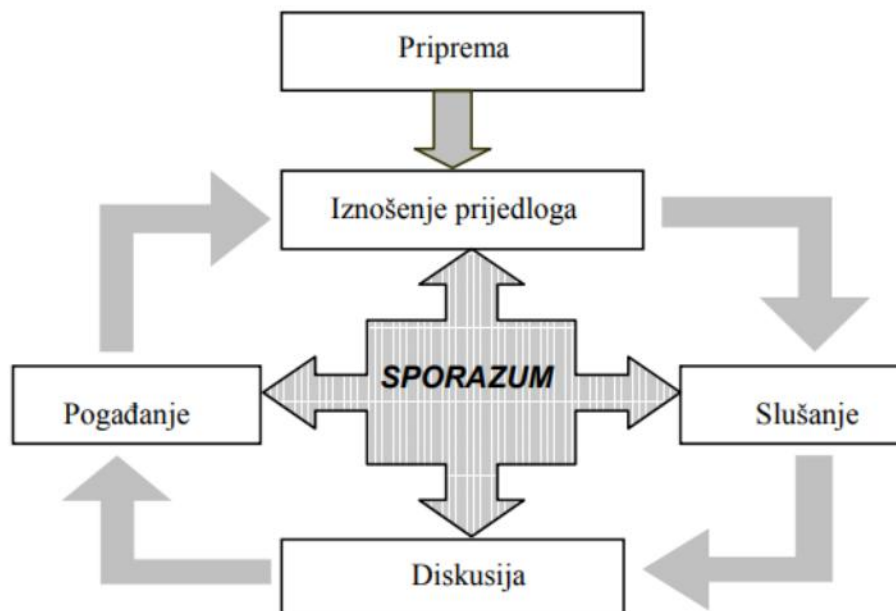 Priprema
Iznošenje prijedloga
SPORAZUM
Pogađanje
Slušanje
Diskusija